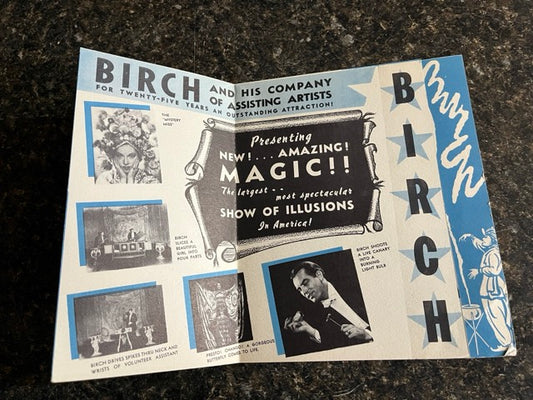 BIRCH AND HIS COMPANY
OF ASSISTING ARTISTS
FOR TWENTY-FIVE YEARS AN OUTSTANDING ATTRACTION!
THE
"MYSTERY
MISS"
Presenting
NEW!...AMAZING!
MAGIC!!
The largest--
most spectacular
SHOW OF ILLUSIONS
In America!
BIRCH
SLICES A
BEAUTIFUL
GIRL INTO
FOUR PARTS
BIRCH SHOOTS
A LIVE CANARY
INTO A
BURNING
LIGHT BULB
BIRCH DRIVES SPIKES THRU NECK AND
WRISTS OF VOLUNTEER ASSISTANT
PRESTO, CHANGO! A GORGEOUS
BUTTERFLY COMES TO LIFE.
BIRCH